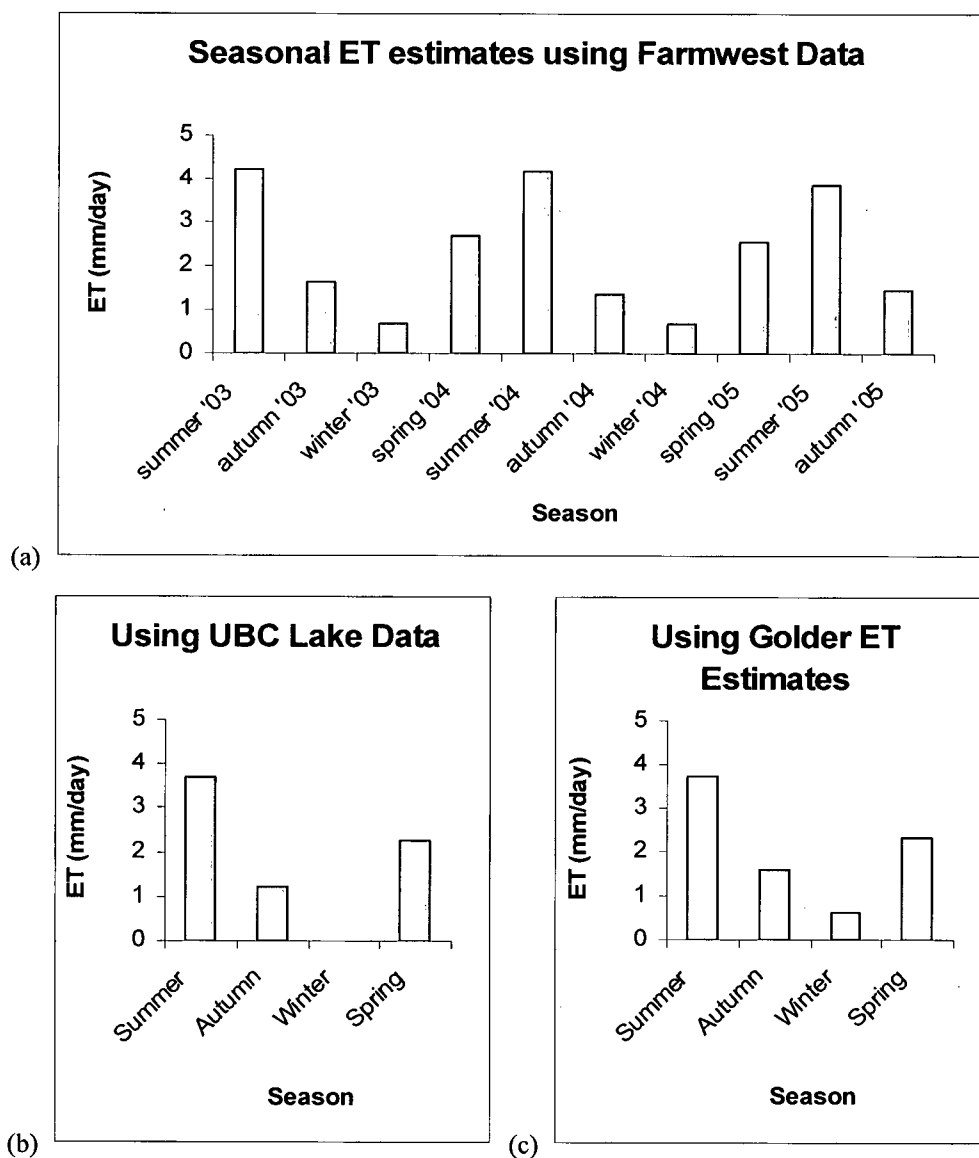 Seasonal ET estimates using Farmwest Data
ET (mm/day)
5
4
3
2
1
0
summer '03
autumn '03
winter '03
spring '04
summer '04
autumn '04
winter '04
spring '05
summer '05
autumn '05
Season
(a)
Using UBC Lake Data
ET (mm/day)
5
4
3
2
1
0
Summer
Autumn
Winter
Spring
Season
(b)
Using Golder ET
Estimates
ET (mm/day)
5
4
3
2
1
0
Summer
Autumn
Winter
Spring
Season
(c)